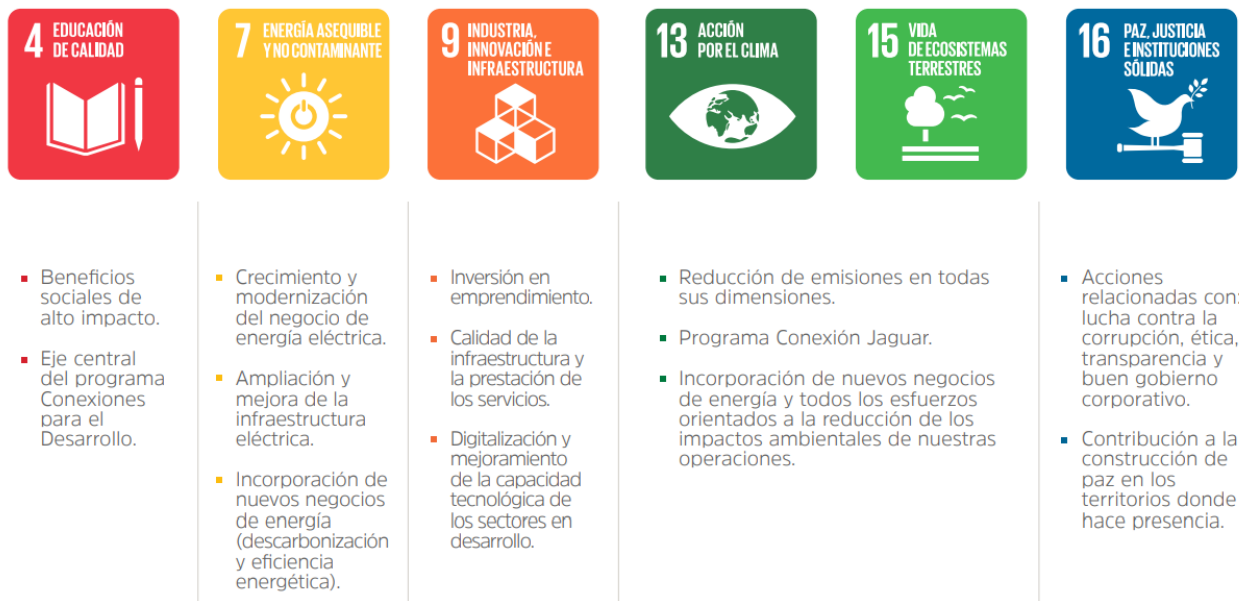 4 EDUCACIÓN
DE CALIDAD
7 ENERGÍA ASEQUIBLE
Y NO CONTAMINANTE
9 INDUSTRIA,
INNOVACIÓN E
INFRAESTRUCTURA
13 ACCIÓN
POR EL CLIMA
15 VIDA
DE ECOSISTEMAS
TERRESTRES
16 PAZ, JUSTICIA
E INSTITUCIONES
SÓLIDAS
▪ Beneficios
sociales de
alto impacto.
▪ Eje central
del programa
Conexiones
para el
Desarrollo.
▪ Crecimiento y
modernización
del negocio de
energía eléctrica.
▪ Ampliación y
mejora de la
infraestructura
eléctrica.
▪ Incorporación de
nuevos negocios
de energía
(descarbonización
y eficiencia
energética).
▪ Inversión en
emprendimiento.
▪ Calidad de la
infraestructura y
la prestación de
los servicios.
▪ Digitalización y
mejoramiento
de la capacidad
tecnológica de
los sectores en
desarrollo.
▪ Reducción de emisiones en todas
sus dimensiones.
▪ Programa Conexión Jaguar.
▪ Incorporación de nuevos negocios
de energía y todos los esfuerzos
orientados a la reducción de los
impactos ambientales de nuestras
operaciones.
▪ Acciones
relacionadas con:
lucha contra la
corrupción, ética,
transparencia y
buen gobierno
corporativo.
▪ Contribución a la
construcción de
paz en los
territorios donde
hace presencia.